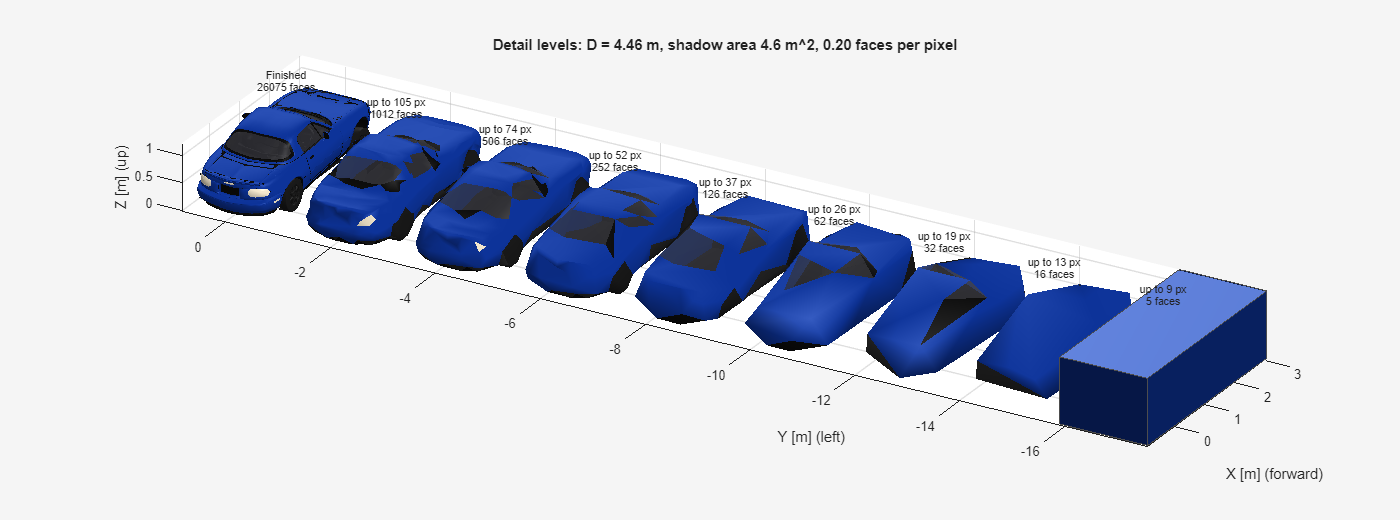 Detail levels: D = 4.46 m, shadow area 4.6 m^2, 0.20 faces per pixel
Finished
26075 faces
up to 105 px
1012 faces
up to 74 px
506 faces
up to 52 px
252 faces
up to 37 px
126 faces
up to 26 px
62 faces
up to 19 px
32 faces
up to 13 px
16 faces
up to 9 px
5 faces
Z [m] (up)
1
0.5
0
0
-2
-4
-6
-8
-10
-12
-14
-16
Y [m] (left)
3
2
1
0
X [m] (forward)